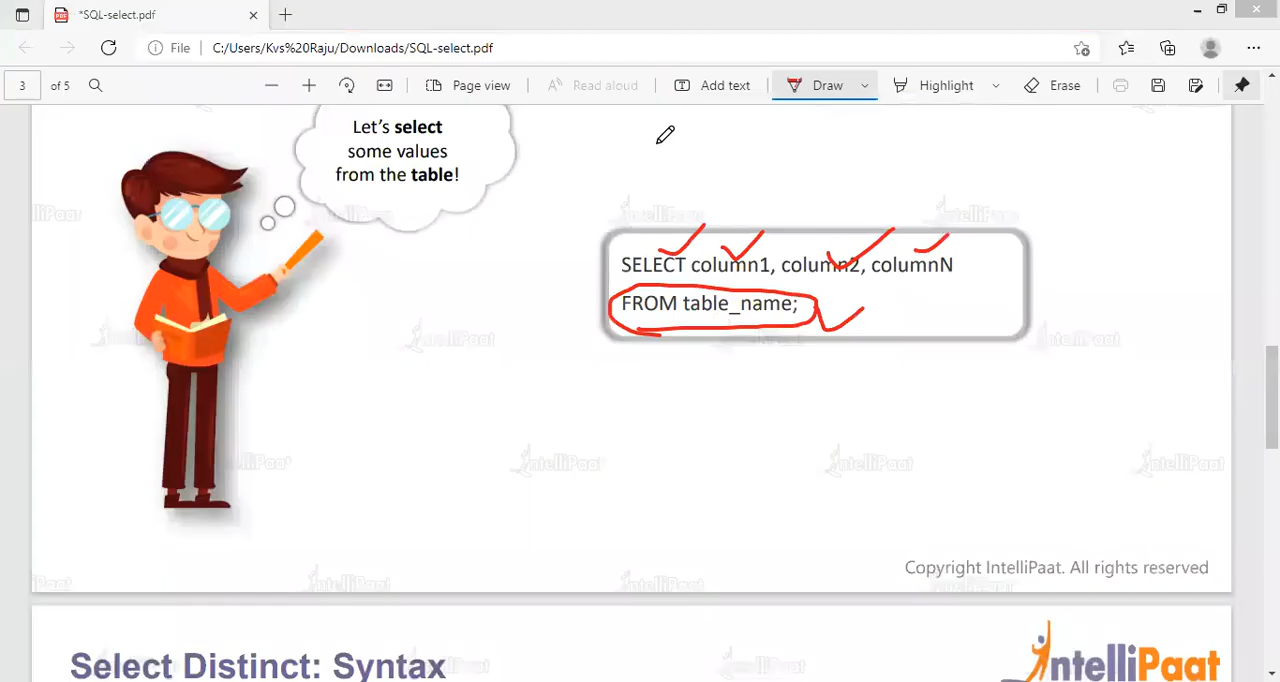 *SQL-select.pdf
File C:/Users/Kvs%20Raju/Downloads/SQL-select.pdf
3 of 5 Page view Read aloud Add text Draw Highlight Erase
Let's select
some values
from the table!
SELECT column1, column2, columnN
FROM table_name;
IntelliPaat
Copyright IntelliPaat. All rights reserved
Select Distinct: Syntax
IntelliPaat